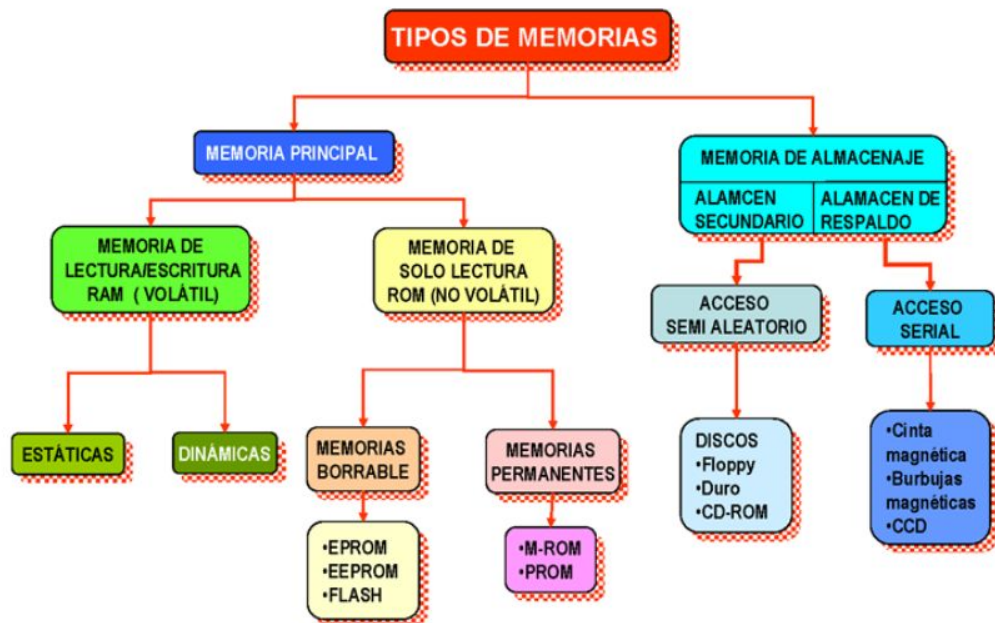 TIPOS DE MEMORIAS
MEMORIA PRINCIPAL
MEMORIA DE ALMACENAJE
ALAMCEN
SECUNDARIO
ALAMACEN DE
RESPALDO
MEMORIA DE
LECTURA/ESCRITURA
RAM ( VOLÁTIL)
MEMORIA DE
SOLO LECTURA
ROM (NO VOLÁTIL)
ACCESO
SEMI ALEATORIO
ACCESO
SERIAL
ESTÁTICAS
DINÁMICAS
MEMORIAS
BORRABLE
MEMORIAS
PERMANENTES
DISCOS
•Floppy
•Duro
•CD-ROM
•Cinta
magnética
•Burbujas
magnéticas
•CCD
•EPROM
•EEPROM
•FLASH
•M-ROM
•PROM